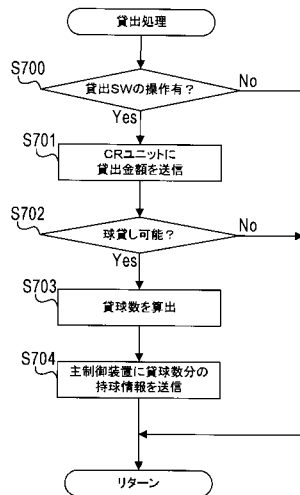 貸出処理
S700
貸出SWの操作有?
No
Yes
S701
CRユニットに
貸出金額を送信
S702
球貸し可能?
No
Yes
S703
貸球数を算出
S704
主制御装置に貸球数分の
持球情報を送信
リターン